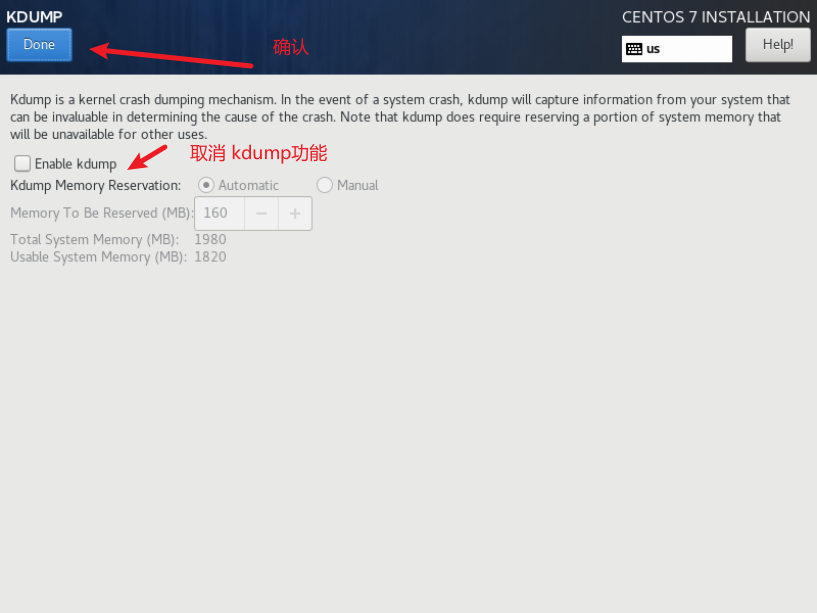 KDUMP
CENTOS 7 INSTALLATION
Done
确认
us
Help!
Kdump is a kernel crash dumping mechanism. In the event of a system crash, kdump will capture information from your system that
can be invaluable in determining the cause of the crash. Note that kdump does require reserving a portion of system memory that
will be unavailable for other uses.
取消 kdump功能
Enable kdump
Kdump Memory Reservation: Automatic Manual
Memory To Be Reserved (MB): 160 − +
Total System Memory (MB): 1980
Usable System Memory (MB): 1820